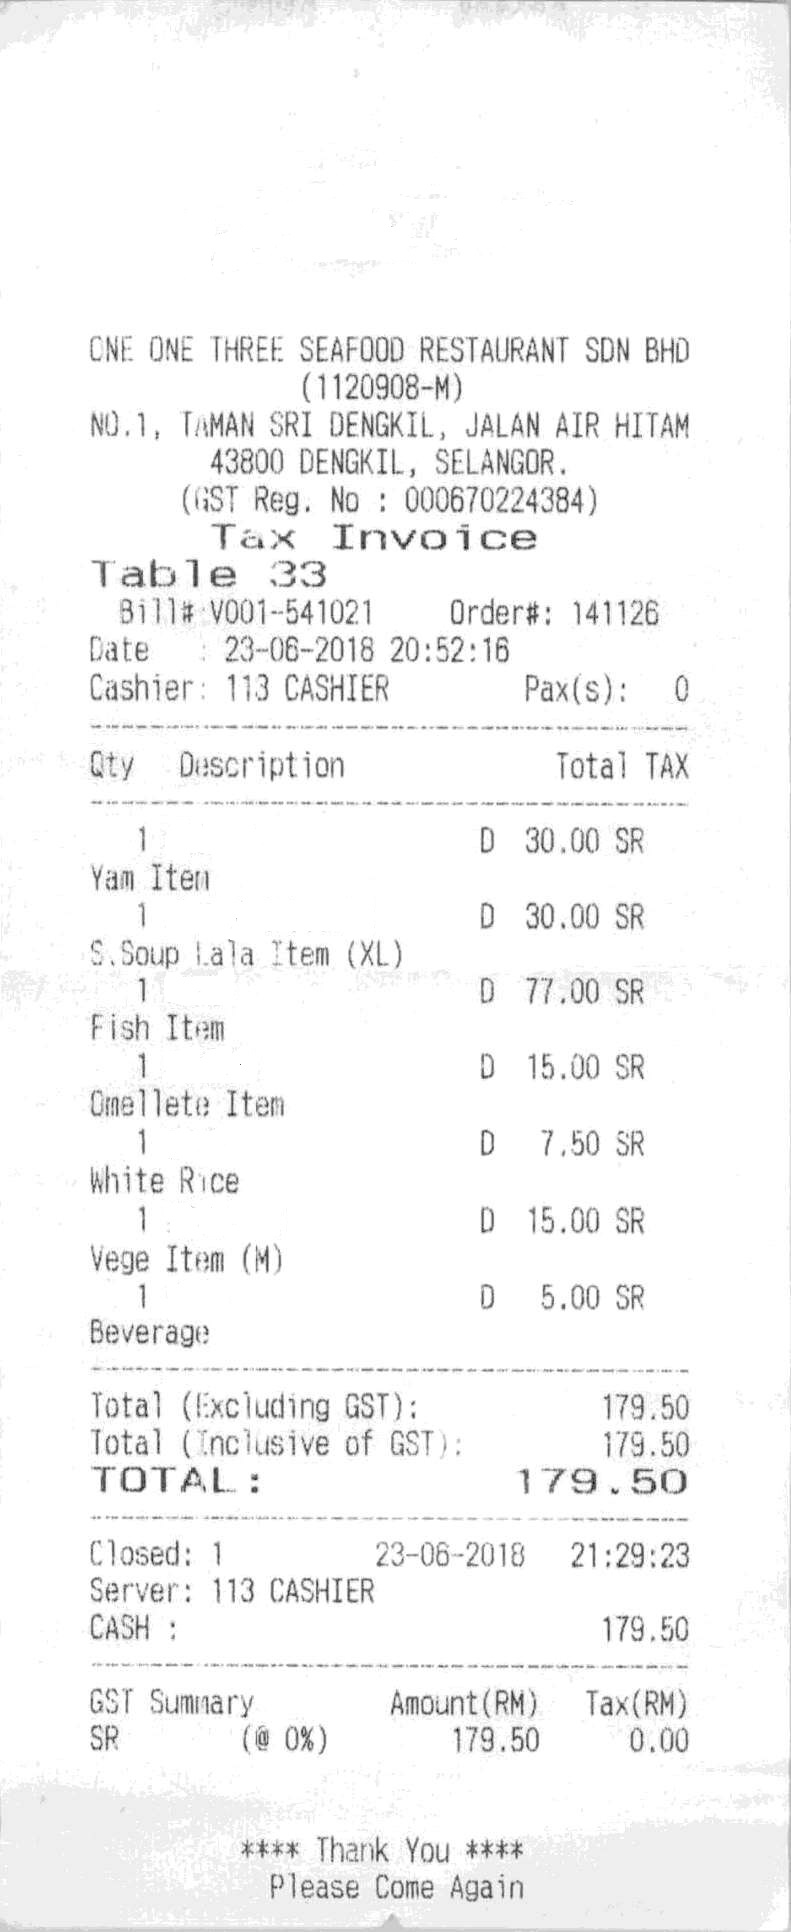 ONE ONE THREE SEAFOOD RESTAURANT SDN BHD
(1120908-M)
NO.1, TAMAN SRI DENGKIL, JALAN AIR HITAM
43800 DENGKIL, SELANGOR.
(GST Reg. No : 000670224384)
Tax Invoice
Table 33
Bill# V001-541021 Order#: 141126
Date : 23-06-2018 20:52:16
Cashier: 113 CASHIER Pax(s): 0
Qty Description Total TAX
1 D 30.00 SR
Yam Item
1 D 30.00 SR
S.Soup Lala Item (XL)
1 D 77.00 SR
Fish Item
1 D 15.00 SR
Omellete Item
1 D 7.50 SR
White Rice
1 D 15.00 SR
Vege Item (M)
1 D 5.00 SR
Beverage
Total (Excluding GST): 179.50
Total (Inclusive of GST): 179.50
TOTAL: 179.50
Closed: 1 23-06-2018 21:29:23
Server: 113 CASHIER
CASH : 179.50
GST Summary Amount(RM) Tax(RM)
SR (@ 0%) 179.50 0.00
**** Thank You ****
Please Come Again